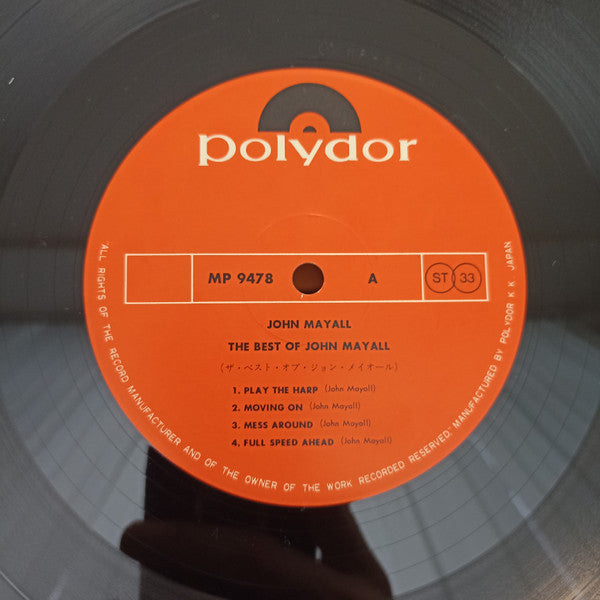 polydor
MP 9478 A ST 33
JOHN MAYALL
THE BEST OF JOHN MAYALL
(ザ・ベスト・オブ・ジョン・メイオール)
1. PLAY THE HARP (John Mayall)
2. MOVING ON (John Mayall)
3. MESS AROUND (John Mayall)
4. FULL SPEED AHEAD (John Mayall)
"ALL RIGHTS OF THE RECORD MANUFACTURER AND OF THE OWNER OF THE WORK RECORDED RESERVED" MANUFACTURED BY POLYDOR K.K. JAPAN